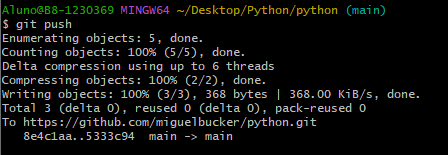 Aluno@B8-1230369 MINGW64 ~/Desktop/Python/python (main)
$ git push
Enumerating objects: 5, done.
Counting objects: 100% (5/5), done.
Delta compression using up to 6 threads
Compressing objects: 100% (2/2), done.
Writing objects: 100% (3/3), 368 bytes | 368.00 KiB/s, done.
Total 3 (delta 0), reused 0 (delta 0), pack-reused 0
To https://github.com/miguelbucker/python.git
   8e4c1aa..5333c94  main -> main